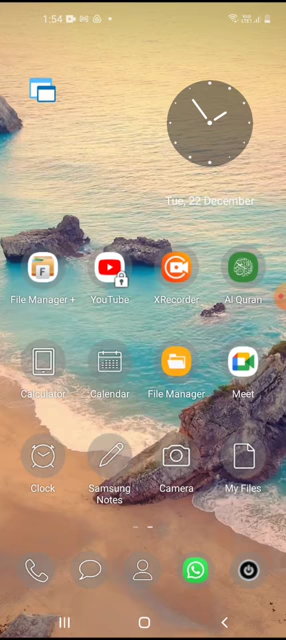 1:54
Tue, 22 December
File Manager +
YouTube
XRecorder
Al Quran
Calculator
Calendar
File Manager
Meet
Clock
Samsung
Notes
Camera
My Files